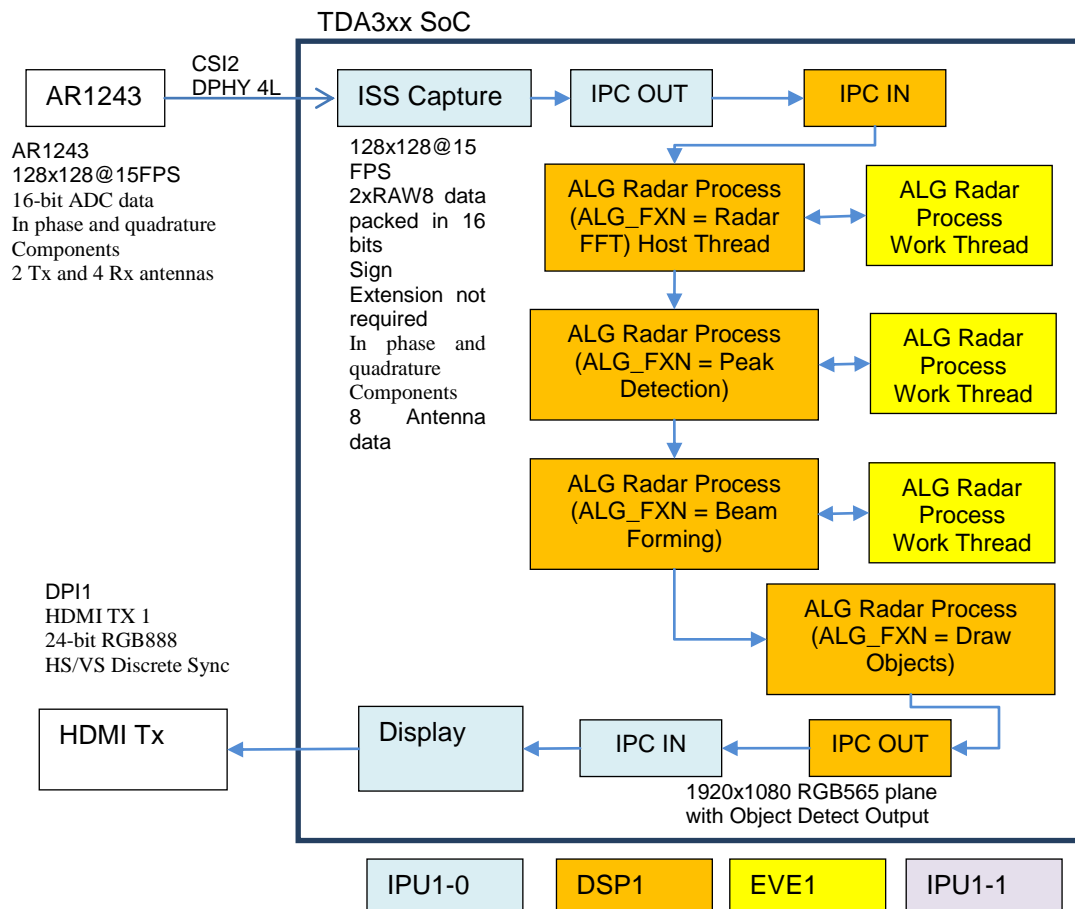 TDA3xx SoC
CSI2
DPHY 4L
AR1243
ISS Capture
IPC OUT
IPC IN
AR1243
128x128@15FPS
16-bit ADC data
In phase and quadrature
Components
2 Tx and 4 Rx antennas
128x128@15
FPS
2xRAW8 data
packed in 16
bits
Sign
Extension not
required
In phase and
quadrature
Components
8 Antenna
data
ALG Radar Process
(ALG_FXN = Radar
FFT) Host Thread
ALG Radar
Process
Work Thread
ALG Radar Process
(ALG_FXN = Peak
Detection)
ALG Radar
Process
Work Thread
ALG Radar Process
(ALG_FXN = Beam
Forming)
ALG Radar
Process
Work Thread
ALG Radar Process
(ALG_FXN = Draw
Objects)
DPI1
HDMI TX 1
24-bit RGB888
HS/VS Discrete Sync
HDMI Tx
Display
IPC IN
IPC OUT
1920x1080 RGB565 plane
with Object Detect Output
IPU1-0
DSP1
EVE1
IPU1-1